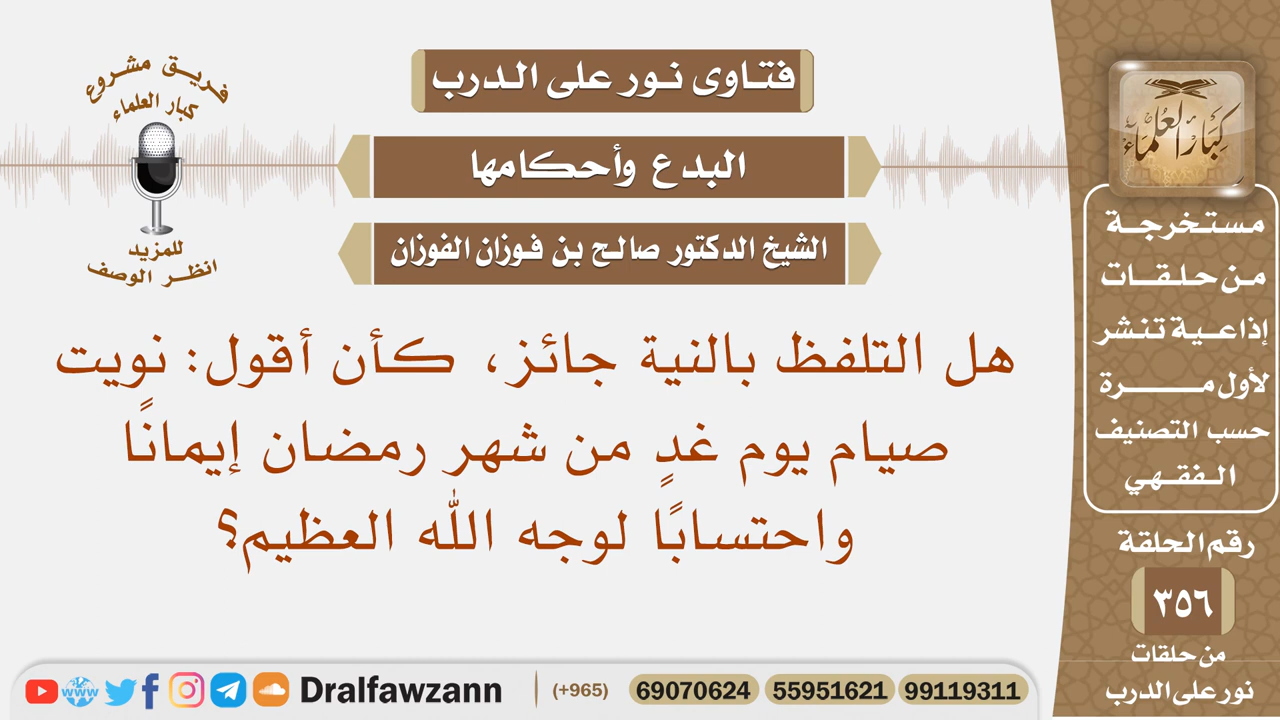 فتاوى نور على الدرب
البدع وأحكامها
الشيخ الدكتور صالح بن فوزان الفوزان
هل التلفظ بالنية جائز، كأن أقول: نويت
صيام يوم غدٍ من شهر رمضان إيمانًا
واحتسابًا لوجه الله العظيم؟
فريق مشروع
كبار العلماء
للمزيد
انظر الوصف
كبار العلماء
مستخرجة
من حلقات
إذاعية تنشر
لأول مرة
حسب التصنيف
الفقهي
رقم الحلقة
٣٥٦
من حلقات
نور على الدرب
www
Dralfawzann
(+965) 69070624 55951621 99119311